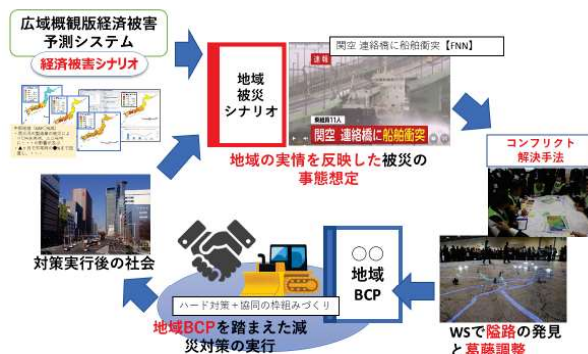 広域概観版経済被害
予測システム
経済被害シナリオ
地域
被災
シナリオ
関空 連絡橋に船舶衝突【FNN】
速報
乗組員11人
関空 連絡橋に船舶衝突
地域の実情を反映した被災の
事態想定
コンフリクト
解決手法
対策実行後の社会
〇〇
地域
BCP
ハード対策+協同の枠組みづくり
地域BCPを踏まえた減
災対策の実行
WSで隘路の発見
と葛藤調整